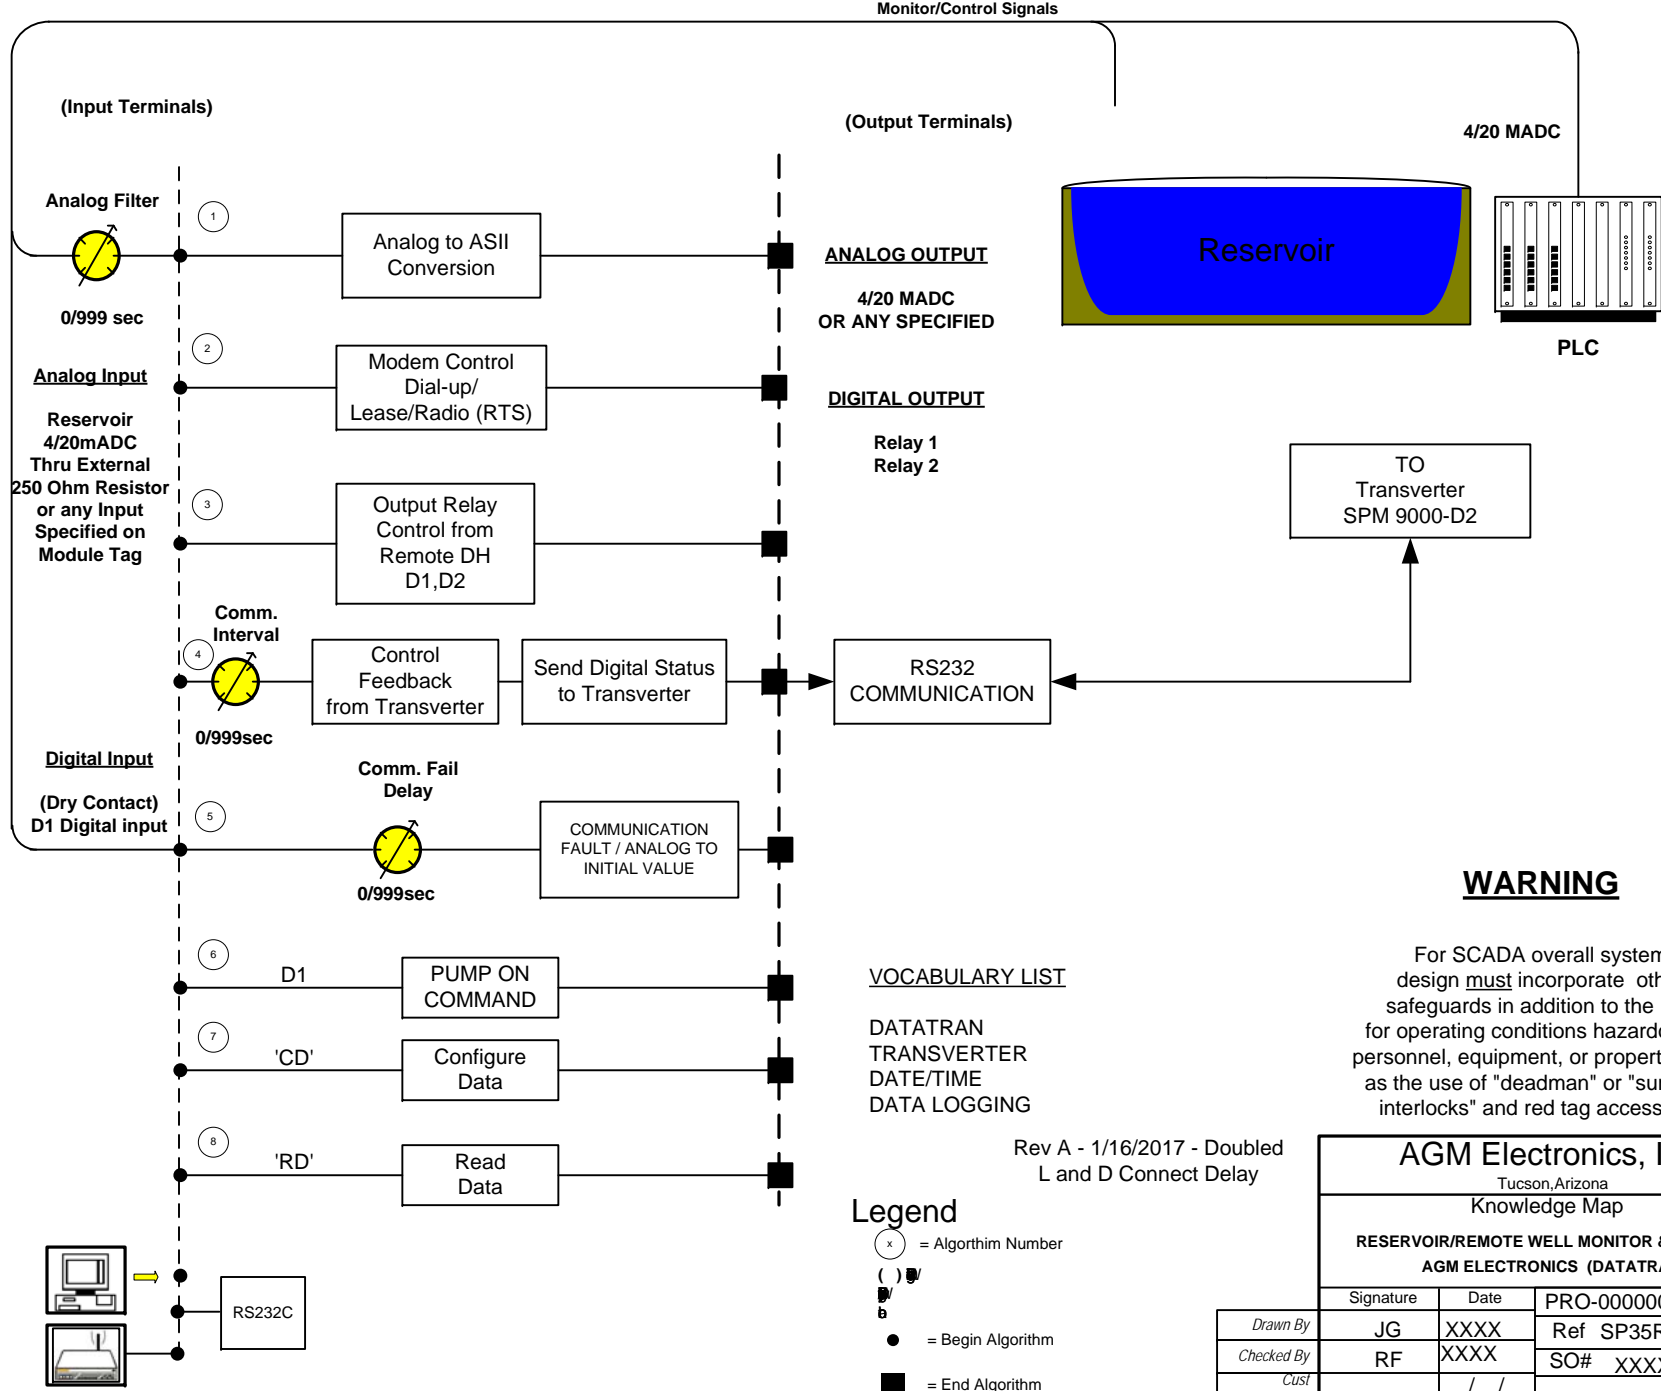 Monitor/Control Signals
(Input Terminals)
(Output Terminals)
4/20 MADC
Analog Filter
1
Analog to ASII
Conversion
0/999 sec
ANALOG OUTPUT
4/20 MADC
OR ANY SPECIFIED
Reservoir
PLC
2
Modem Control
Dial-up/
Lease/Radio (RTS)
Analog Input
Reservoir
4/20mADC
Thru External
250 Ohm Resistor
or any Input
Specified on
Module Tag
DIGITAL OUTPUT
Relay 1
Relay 2
3
Output Relay
Control from
Remote DH
D1,D2
TO
Transverter
SPM 9000-D2
Comm.
Interval
4
Control
Feedback
from Transverter
Send Digital Status
to Transverter
RS232
COMMUNICATION
0/999sec
Digital Input
(Dry Contact)
D1 Digital input
Comm. Fail
Delay
5
COMMUNICATION
FAULT / ANALOG TO
INITIAL VALUE
0/999sec
WARNING
For SCADA overall system
design must incorporate
safeguards in addition to the
for operating conditions
personnel, equipment, or
as the use of "deadman" or
interlocks" and red tag access
6
D1
PUMP ON
COMMAND
7
'CD'
Configure
Data
8
'RD'
Read
Data
VOCABULARY LIST
DATATRAN
TRANSVERTER
DATE/TIME
DATA LOGGING
Rev A - 1/16/2017 - Doubled
L and D Connect Delay
Legend
x = Algorthim Number
= Begin Algorithm
= End Algorithm
RS232C
AGM Electronics,
Tucson,Arizona
Knowledge Map
RESERVOIR/REMOTE WELL MONITOR
AGM ELECTRONICS
Signature Date PRO-000000
Drawn By JG XXXX Ref SP35R
Checked By RF XXXX SO# XXX
Cust / /